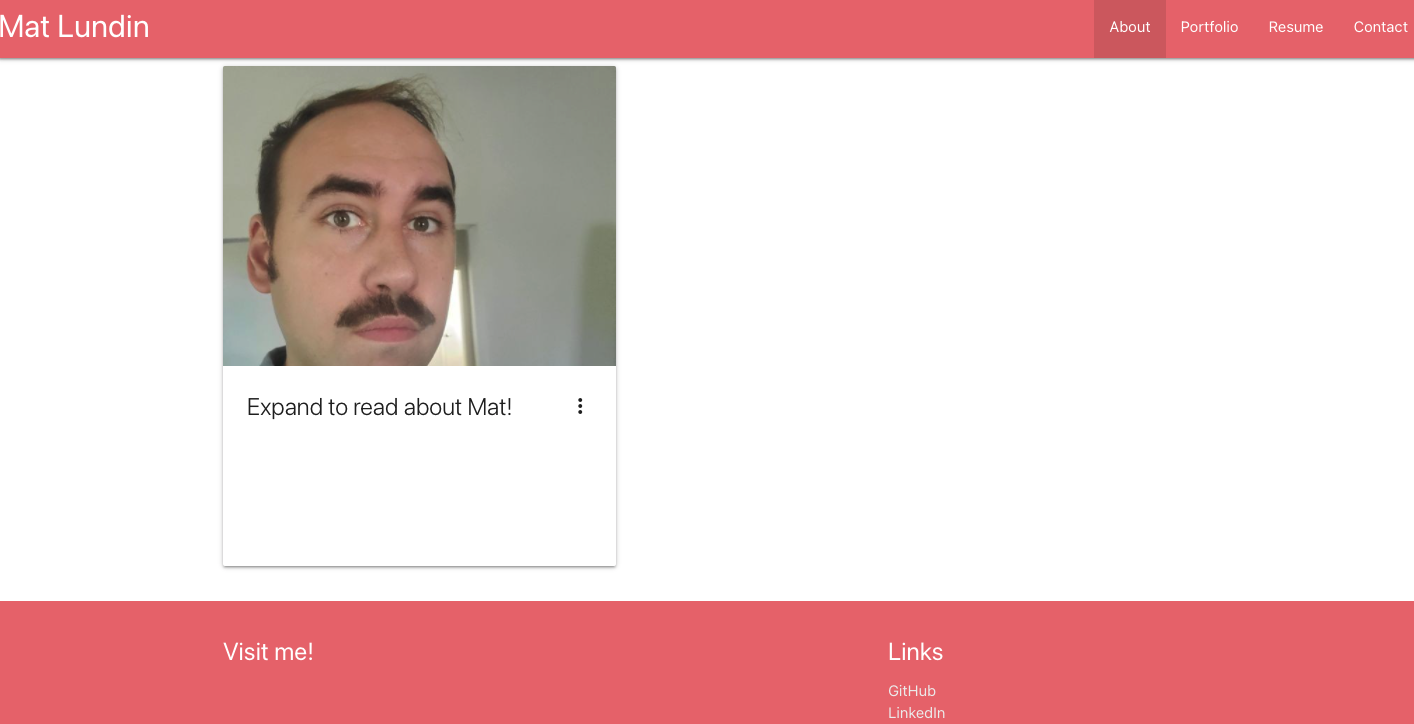 Mat Lundin
About
Portfolio
Resume
Contact
Expand to read about Mat!
Visit me!
Links
GitHub
LinkedIn